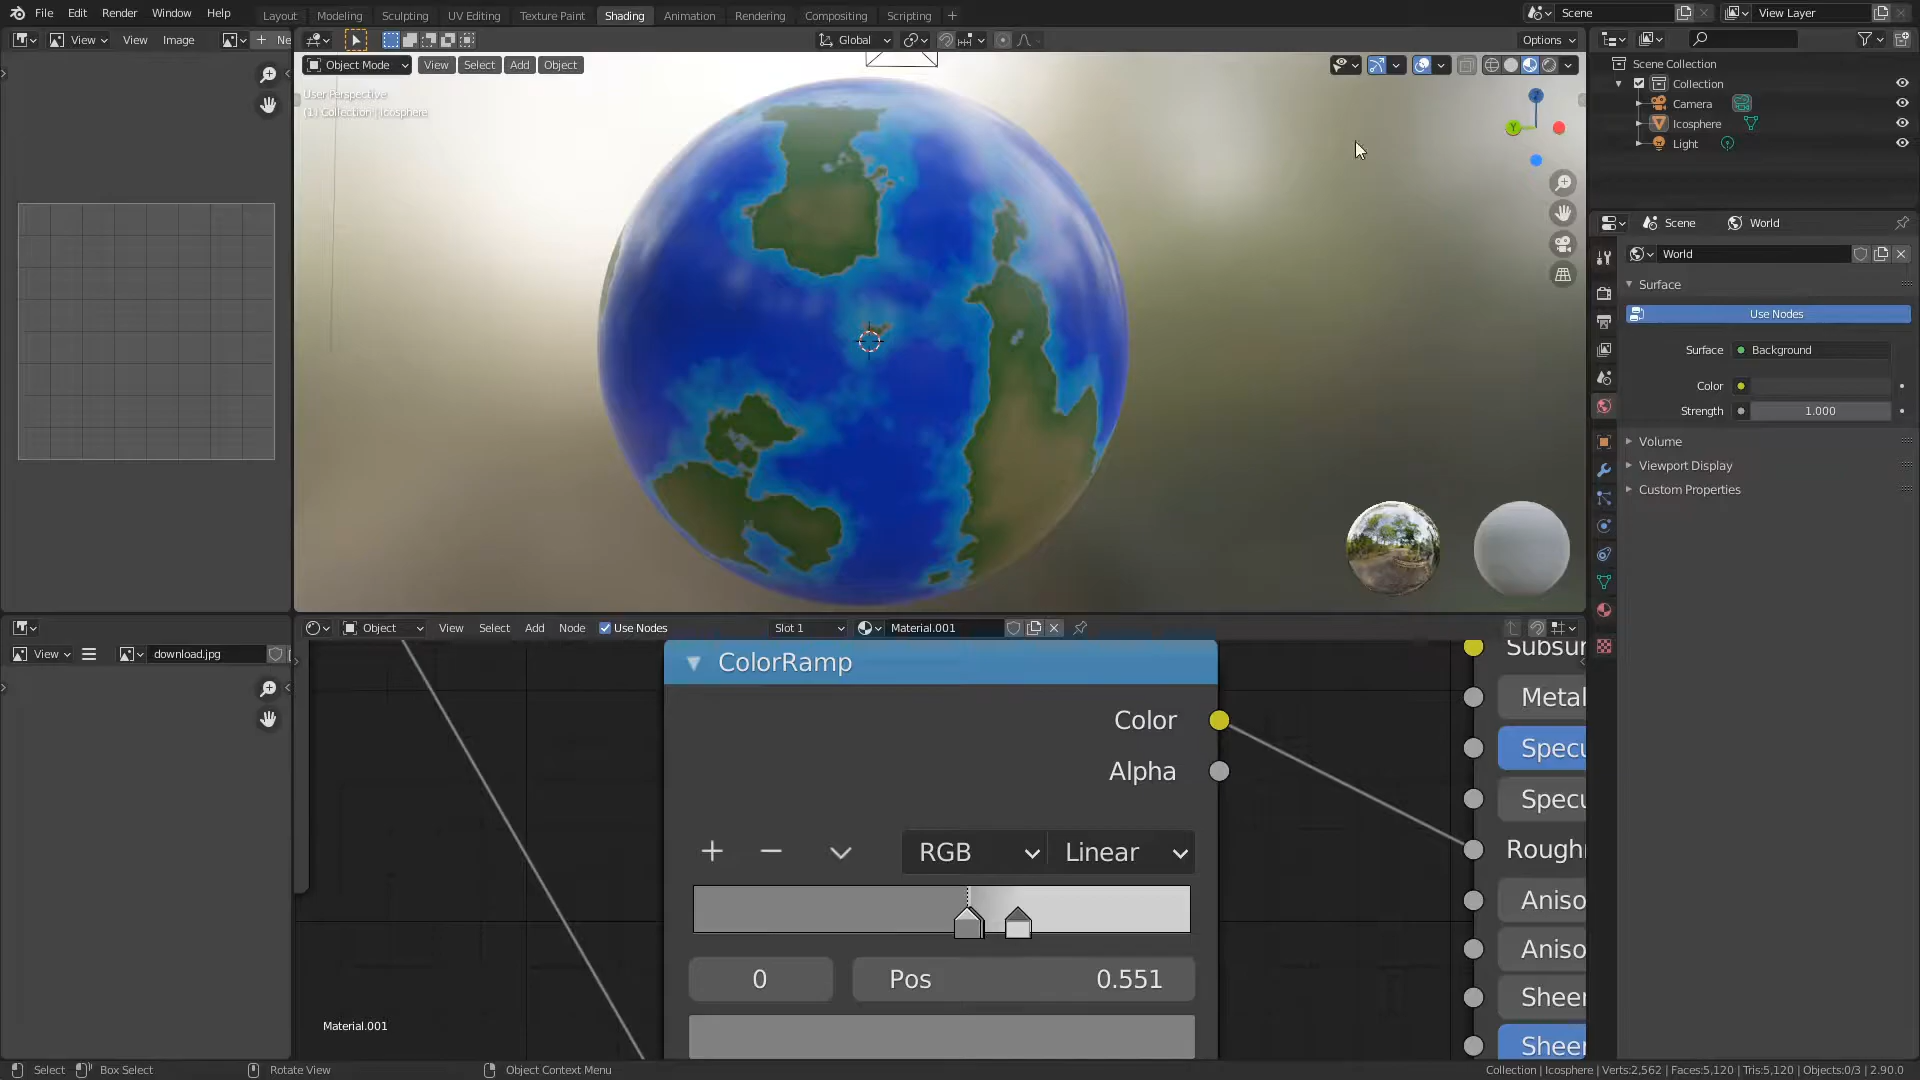 File Edit Render Window Help Layout Modeling Sculpting UV Editing Texture Paint Shading Animation Rendering Compositing Scripting + Scene View Layer
View View Image + Ne Global Options
Object Mode View Select Add Object
User Perspective
(1) Collection | Icosphere
Z
Y
Scene Collection
Collection
Camera
Icosphere
Light
Scene World
World
Surface
Use Nodes
Surface Background
Color
Strength 1.000
Volume
Viewport Display
Custom Properties
Object View Select Add Node Use Nodes Slot 1 Material.001
View download.jpg
ColorRamp
Color
Alpha
RGB Linear
0 Pos 0.551
Subsur
Metal
Specu
Specu
Roughn
Aniso
Aniso
Sheer
Sheer
Material.001
Select Box Select Rotate View Object Context Menu Collection | Icosphere | Verts:2,562 | Faces:5,120 | Tris:5,120 | Objects:0/3 | 2.90.0